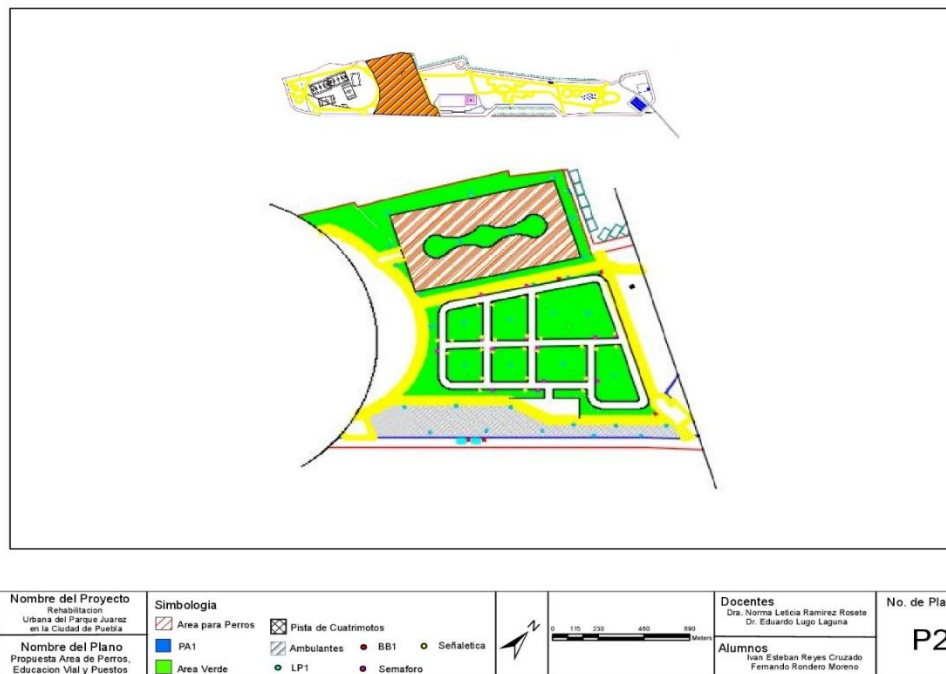 Nombre del Proyecto
Rehabilitacion
Urbana del Parque Juarez
en la Ciudad de Puebla
Nombre del Plano
Propuesta Area de Perros,
Educacion Vial y Puestos
Simbologia
Area para Perros
PA1
Area Verde
Pista de Cuatrimotos
Ambulantes
LP1
BB1
Semaforo
Señaletica
0 115 230 460 690
Meters
Docentes
Dra. Norma Leticia Ramirez Rosete
Dr. Eduardo Lugo Laguna
Alumnos
Ivan Esteban Reyes Cruzado
Fernando Rondero Moreno
No. de Pla
P2